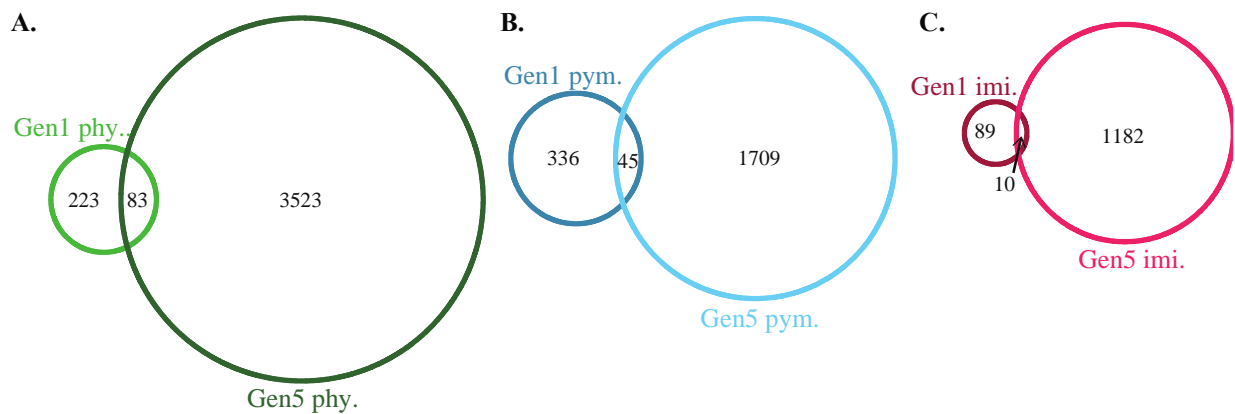 A.
Gen1 phy..
223
83
3523
Gen5 phy.
B.
Gen1 pym.
336
45
1709
Gen5 pym.
C.
Gen1 imi.
89
10
1182
Gen5 imi.